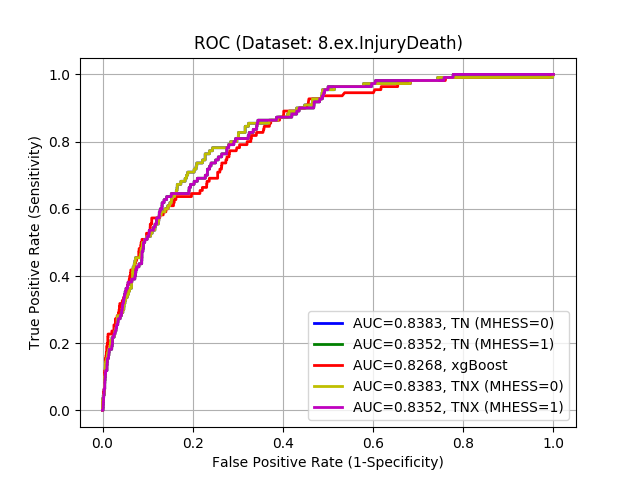 ROC (Dataset: 8.ex.InjuryDeath)
True Positive Rate (Sensitivity)
1.0
0.8
0.6
0.4
0.2
0.0
AUC=0.8383, TN (MHESS=0)
AUC=0.8352, TN (MHESS=1)
AUC=0.8268, xgBoost
AUC=0.8383, TNX (MHESS=0)
AUC=0.8352, TNX (MHESS=1)
0.0 0.2 0.4 0.6 0.8 1.0
False Positive Rate (1-Specificity)